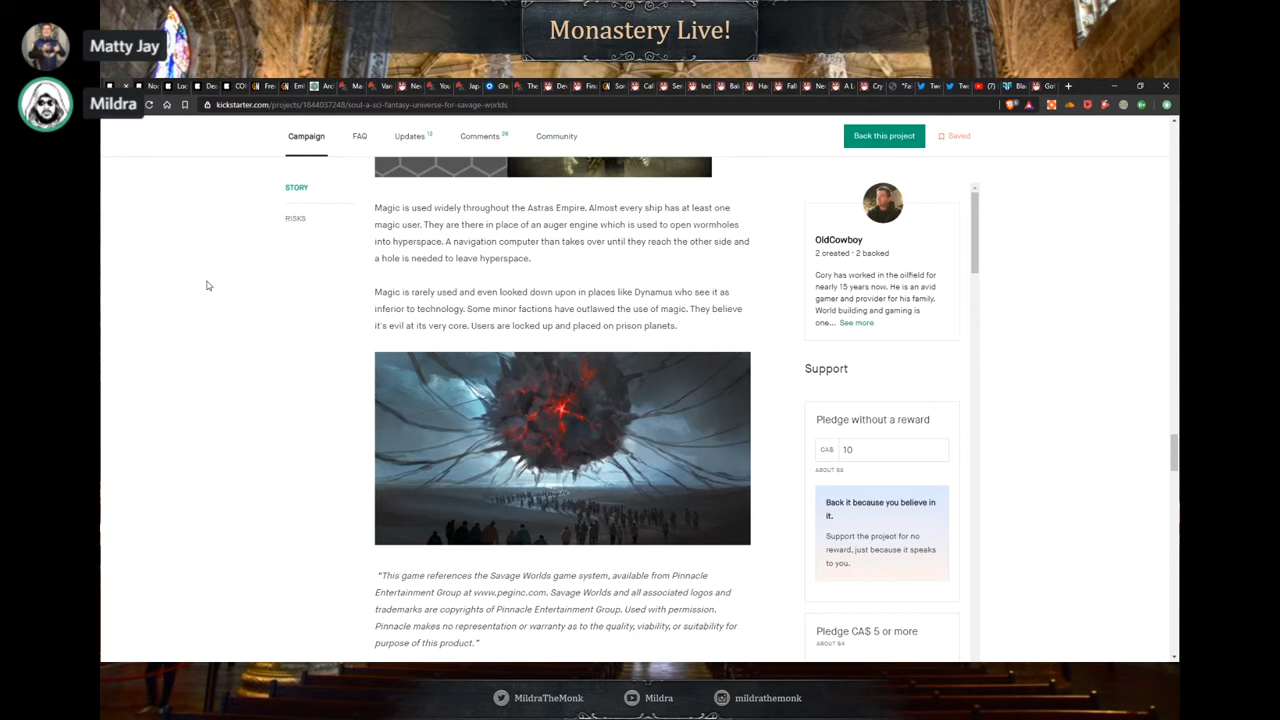 Monastery Live!
Matty Jay
Mildra
kickstarter.com/projects/1844037248/soul-a-sci-fantasy-universe-for-savage-worlds
Campaign
FAQ
Updates 12
Comments
Community
Back this project
Saved
STORY
RISKS
Magic is used widely throughout the Astras Empire. Almost every ship has at least one
magic user. They are there in place of an auger engine which is used to open wormholes
into hyperspace. A navigation computer than takes over until they reach the other side and
a hole is needed to leave hyperspace.
Magic is rarely used and even looked down upon in places like Dynamus who see it as
inferior to technology. Some minor factions have outlawed the use of magic. They believe
it's evil at its very core. Users are locked up and placed on prison planets.
"This game references the Savage Worlds game system, available from Pinnacle
Entertainment Group at www.peginc.com. Savage Worlds and all associated logos and
trademarks are copyrights of Pinnacle Entertainment Group. Used with permission.
Pinnacle makes no representation or warranty as to the quality, viability, or suitability for
purpose of this product."
OldCowboy
2 created · 2 backed
Cory has worked in the oilfield for
nearly 15 years now. He is an avid
gamer and provider for his family.
World building and gaming is
one... See more
Support
Pledge without a reward
CA$ 10
ABOUT $8
Back it because you believe in
it.
Support the project for no
reward, just because it speaks
to you.
Pledge CA$ 5 or more
ABOUT $4
MildraTheMonk
Mildra
mildrathemonk